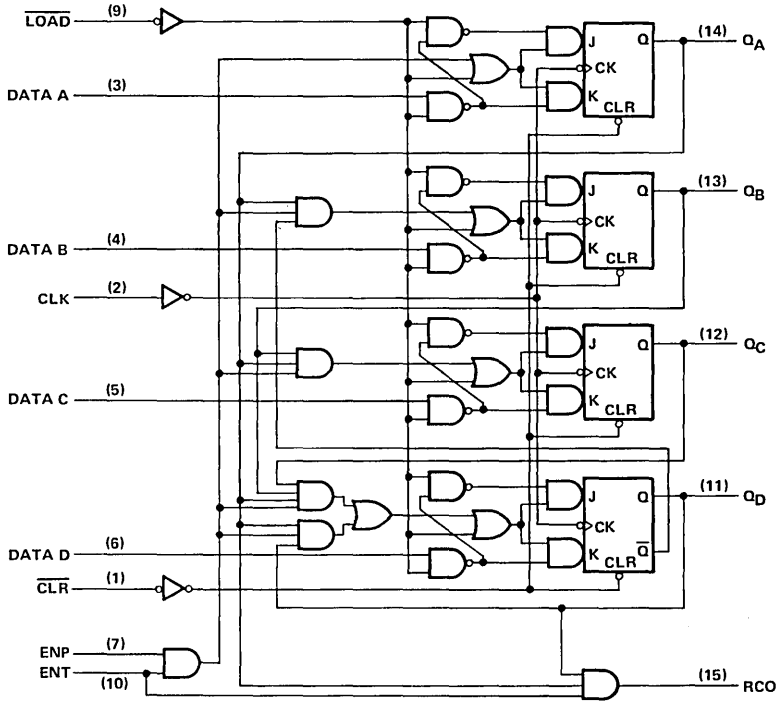 LOAD (9)
J Q (14) QA
CK
DATA A (3)
K
CLR
J Q (13) QB
CK
DATA B (4)
K
CLR
CLK (2)
J Q (12) QC
CK
DATA C (5)
K
CLR
J Q (11) QD
CK
DATA D (6)
K Q
CLR
CLR (1)
ENP (7)
ENT (10)
(15) RCO